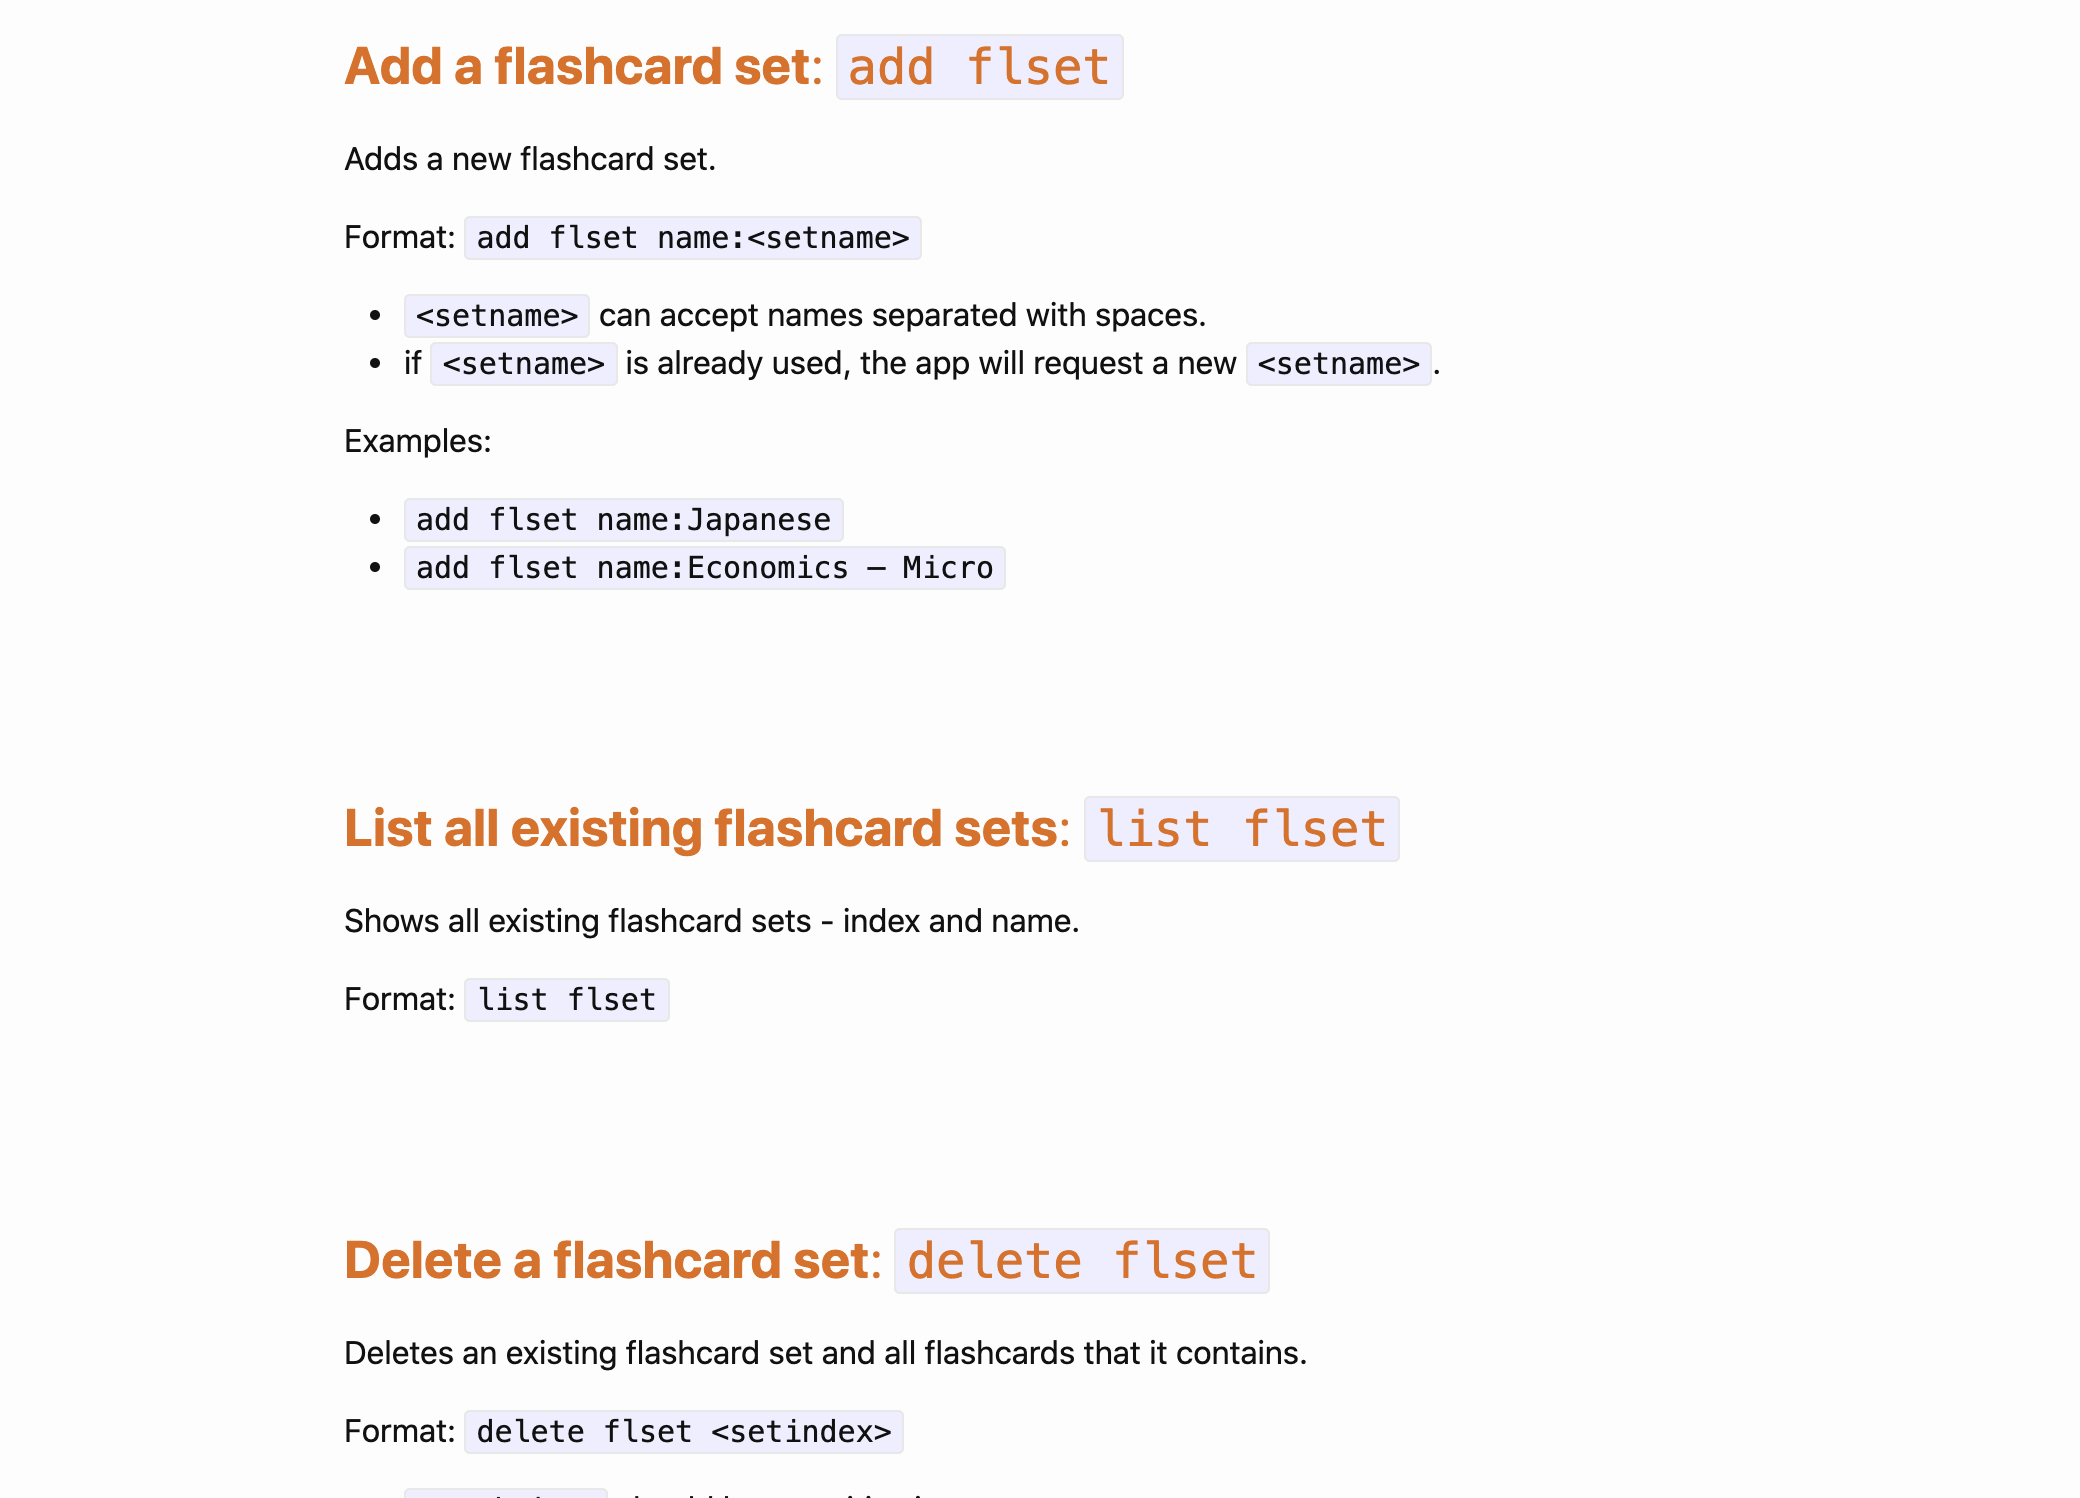 Add a flashcard set: add flset
Adds a new flashcard set.
Format: add flset name:<setname>
• <setname> can accept names separated with spaces.
• if <setname> is already used, the app will request a new <setname>.
Examples:
• add flset name:Japanese
• add flset name:Economics – Micro
List all existing flashcard sets: list flset
Shows all existing flashcard sets - index and name.
Format: list flset
Delete a flashcard set: delete flset
Deletes an existing flashcard set and all flashcards that it contains.
Format: delete flset <setindex>